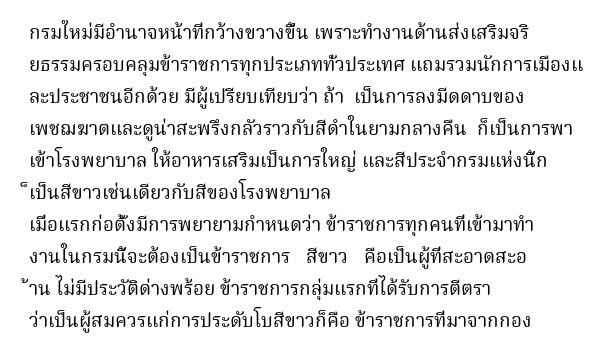 กรมใหม่มีอำนาจหน้าที่กว้างขวางขึ้น เพราะทำงานด้านส่งเสริมจริ
ยธรรมครอบคลุมข้าราชการทุกประเภททั่วประเทศ แถมรวมนักการเมืองแ
ละประชาชนอีกด้วย มีผู้เปรียบเทียบว่า ถ้า  เป็นการลงมีดดาบของ
เพชฌฆาตและดูน่าสะพรึงกลัวราวกับสีดำในยามกลางคืน  ก็เป็นการพา
เข้าโรงพยาบาล ให้อาหารเสริมเป็นการใหญ่ และสีประจำกรมแห่งนี้ก
็เป็นสีขาวเช่นเดียวกับสีของโรงพยาบาล
เมื่อแรกก่อตั้งมีการพยายามกำหนดว่า ข้าราชการทุกคนที่เข้ามาทำ
งานในกรมนี้จะต้องเป็นข้าราชการ   สีขาว   คือเป็นผู้ที่สะอาดสะอ
้าน ไม่มีประวัติด่างพร้อย ข้าราชการกลุ่มแรกที่ได้รับการตีตรา
ว่าเป็นผู้สมควรแก่การประดับโบสีขาวก็คือ ข้าราชการที่มาจากกอง